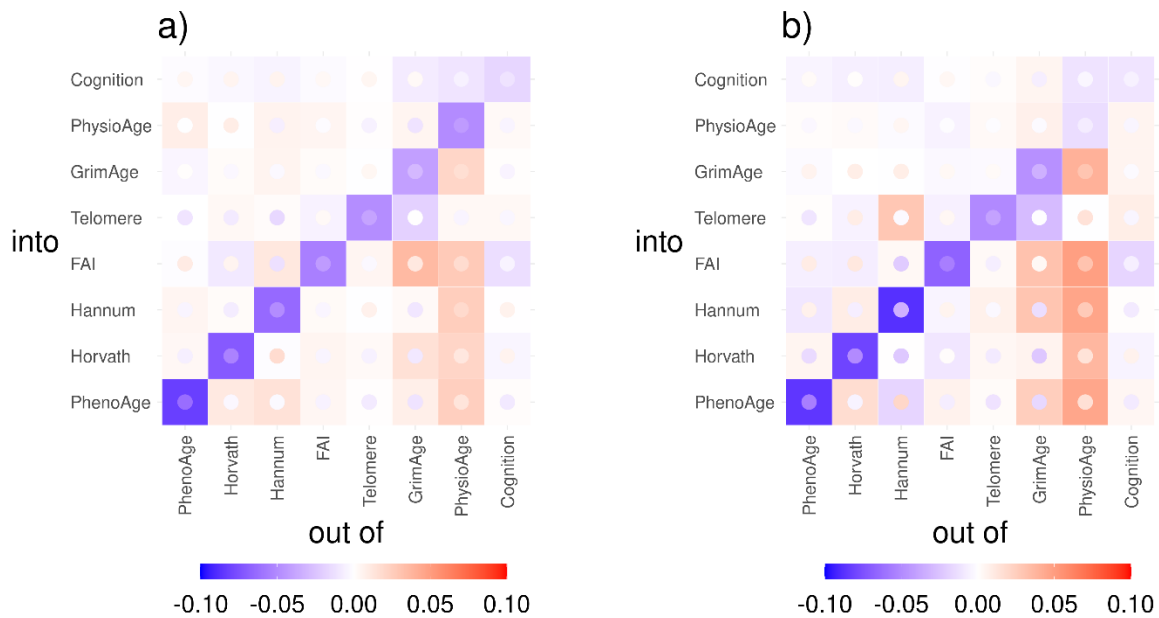 a)
Cognition
PhysioAge
GrimAge
Telomere
FAI
Hannum
Horvath
PhenoAge
into
PhenoAge
Horvath
Hannum
FAI
Telomere
GrimAge
PhysioAge
Cognition
out of
-0.10 -0.05 0.00 0.05 0.10
b)
Cognition
PhysioAge
GrimAge
Telomere
FAI
Hannum
Horvath
PhenoAge
into
PhenoAge
Horvath
Hannum
FAI
Telomere
GrimAge
PhysioAge
Cognition
out of
-0.10 -0.05 0.00 0.05 0.10